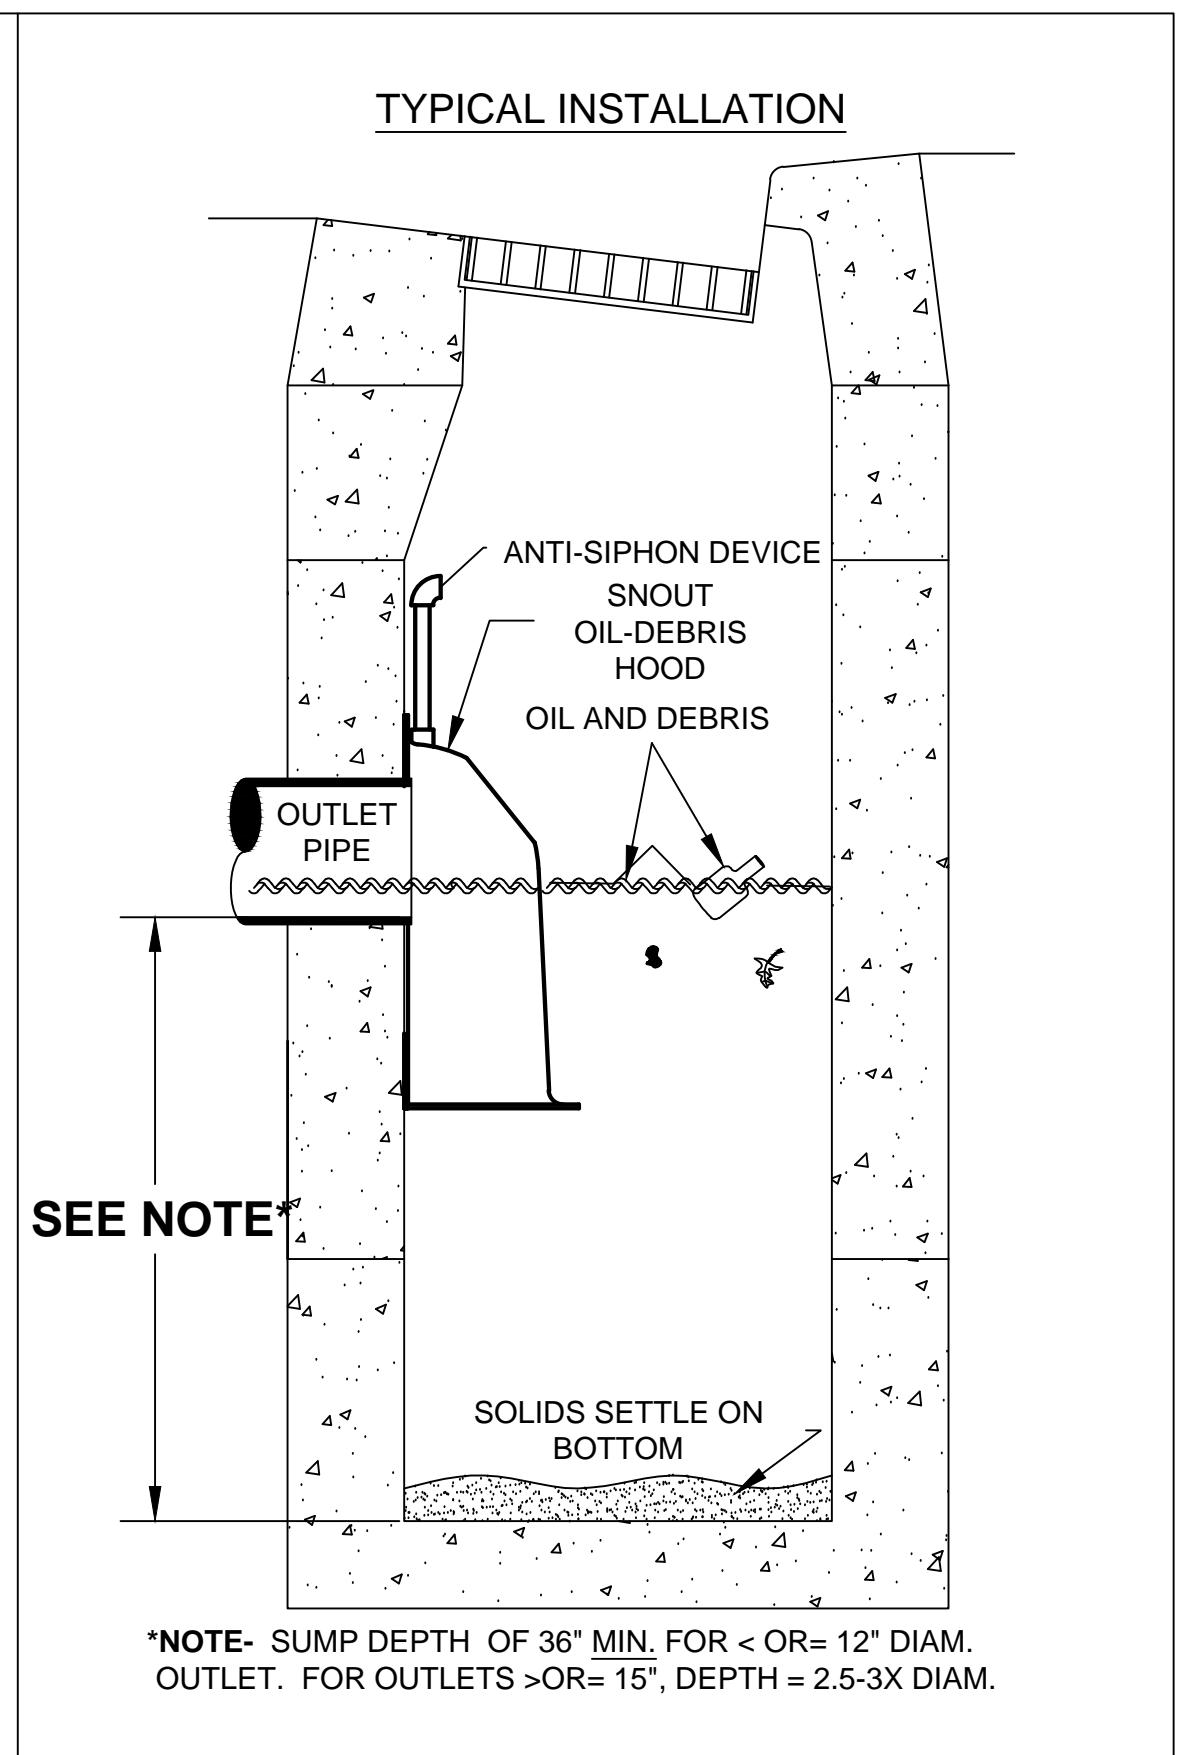 TYPICAL INSTALLATION
ANTI-SIPHON DEVICE
SNOUT
OIL-DEBRIS
HOOD
OIL AND DEBRIS
OUTLET
PIPE
SEE NOTE*
SOLIDS SETTLE ON
BOTTOM
*NOTE- SUMP DEPTH OF 36" MIN. FOR < OR= 12" DIAM.
OUTLET. FOR OUTLETS >OR= 15", DEPTH = 2.5-3X DIAM.